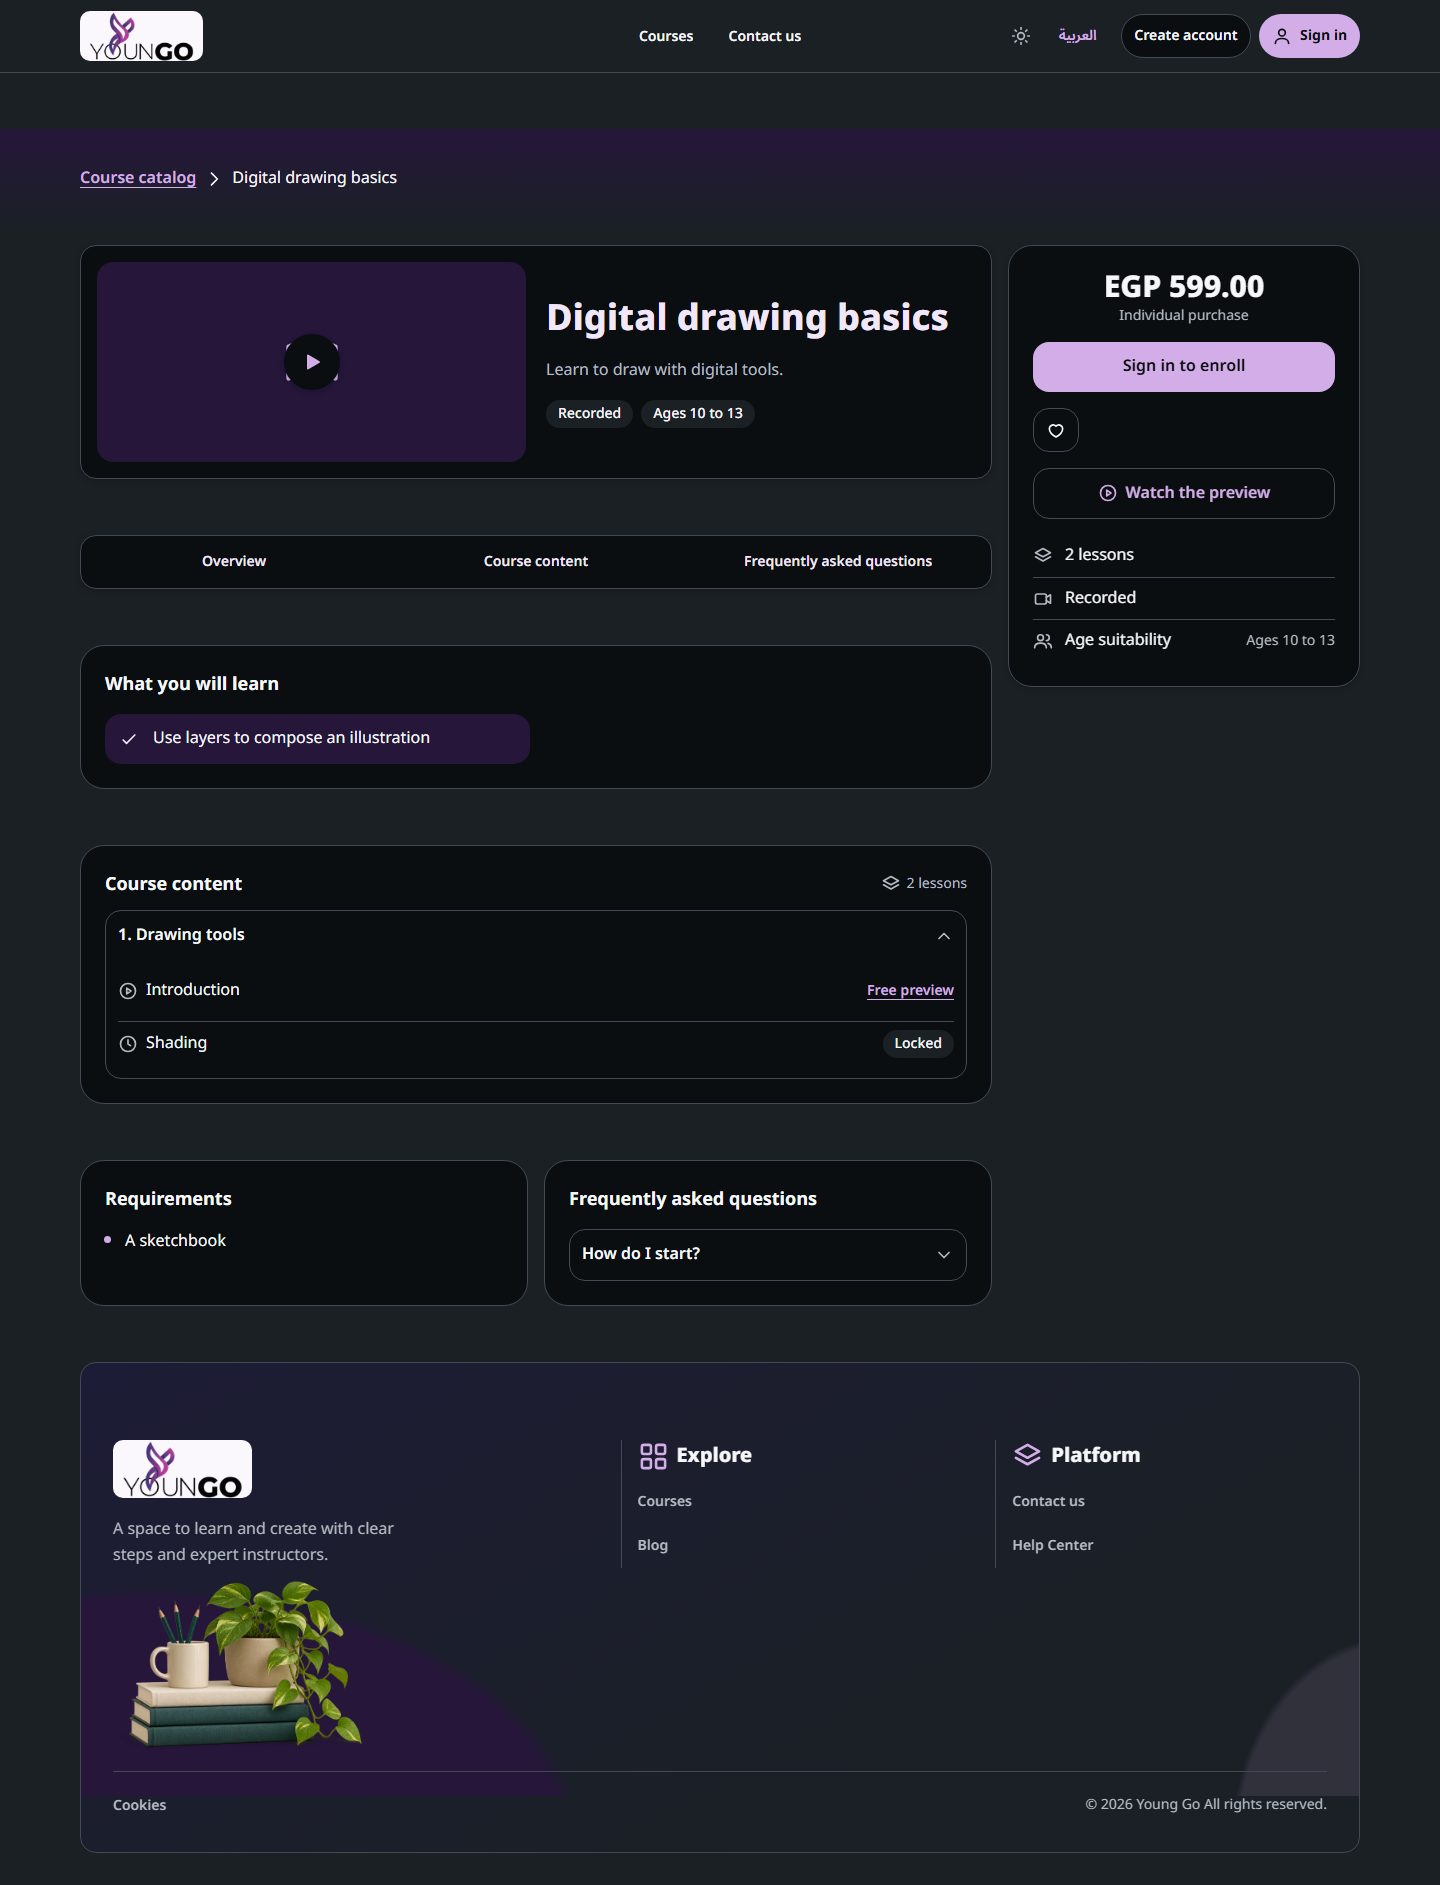 YOUNGO
Courses
Contact us
العربية
Create account
Sign in
Course catalog
Digital drawing basics
Digital drawing basics
Learn to draw with digital tools.
Recorded
Ages 10 to 13
EGP 599.00
Individual purchase
Sign in to enroll
Watch the preview
2 lessons
Recorded
Age suitability
Ages 10 to 13
Overview
Course content
Frequently asked questions
What you will learn
Use layers to compose an illustration
Course content
2 lessons
1. Drawing tools
Introduction
Free preview
Shading
Locked
Requirements
A sketchbook
Frequently asked questions
How do I start?
YOUNGO
A space to learn and create with clear
steps and expert instructors.
Explore
Courses
Blog
Platform
Contact us
Help Center
Cookies
© 2026 Young Go All rights reserved.